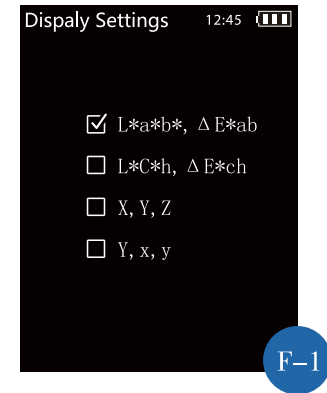 Dispaly Settings 12:45
L*a*b*, ΔE*ab
L*C*h, ΔE*ch
X, Y, Z
Y, x, y
F-1